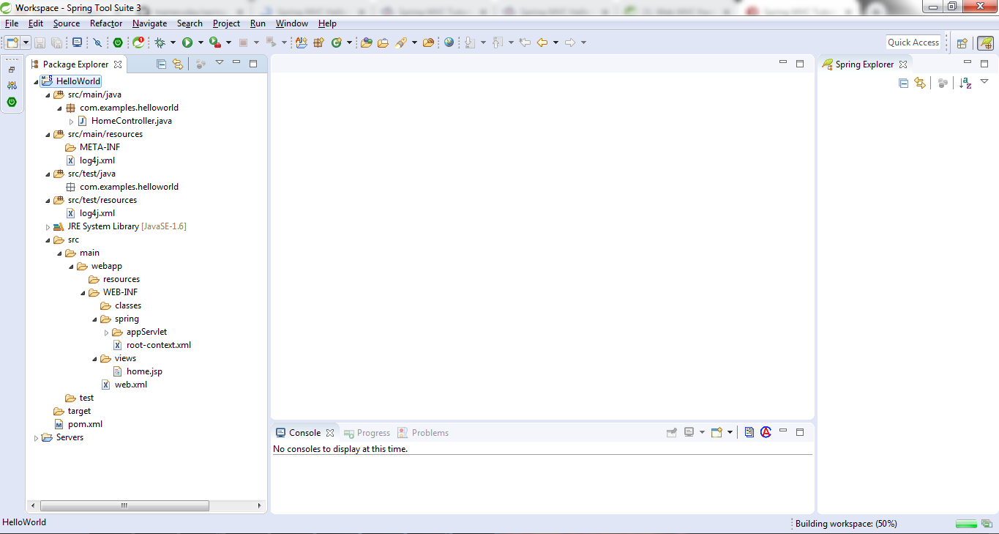 Workspace - Spring Tool Suite 3
File Edit Source Refactor Navigate Search Project Run Window Help
Quick Access
Package Explorer
HelloWorld
src/main/java
com.examples.helloworld
HomeController.java
src/main/resources
META-INF
log4j.xml
src/test/java
com.examples.helloworld
src/test/resources
log4j.xml
JRE System Library [JavaSE-1.6]
src
main
webapp
resources
WEB-INF
classes
spring
appServlet
root-context.xml
views
home.jsp
web.xml
test
target
pom.xml
Servers
Console Progress Problems
No consoles to display at this time.
Spring Explorer
HelloWorld
Building workspace: (50%)